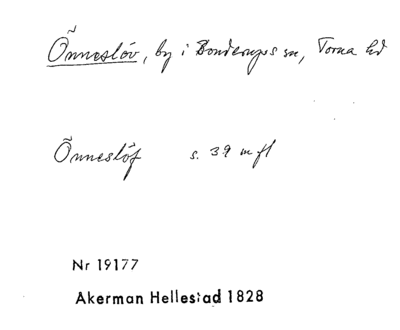 Önneslöv, by i Bonderups sn, Torna hd
Önneslöf s. 39 m fl
Nr 19177
Akerman Hellestad 1828